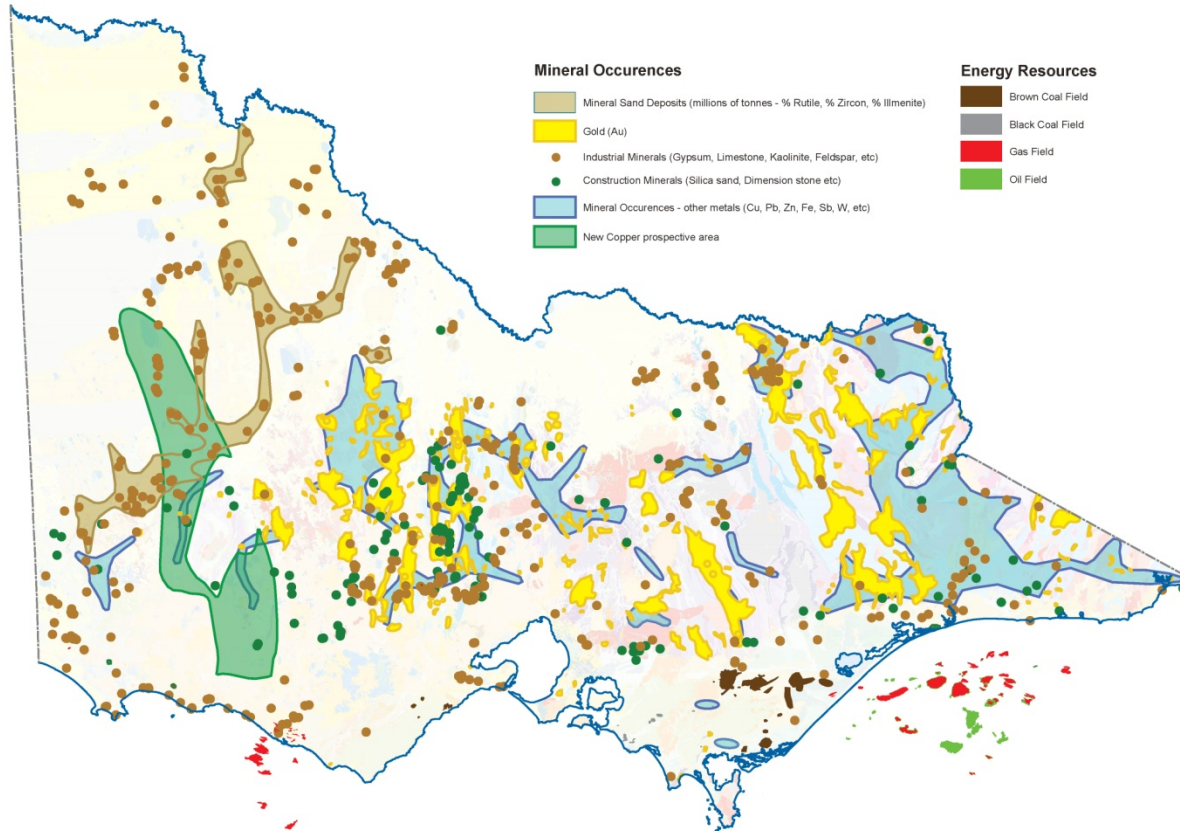 Mineral Occurences
Mineral Sand Deposits (millions of tonnes - % Rutile, % Zircon, % Illmenite)
Gold (Au)
Industrial Minerals (Gypsum, Limestone, Kaolinite, Feldspar, etc)
Construction Minerals (Silica sand, Dimension stone etc)
Mineral Occurences - other metals (Cu, Pb, Zn, Fe, Sb, W, etc)
New Copper prospective area
Energy Resources
Brown Coal Field
Black Coal Field
Gas Field
Oil Field